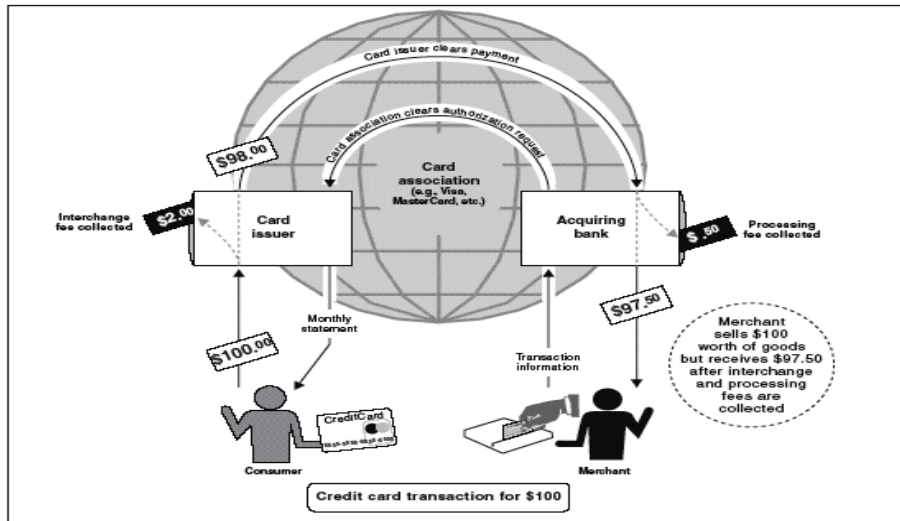 Card issuer clears payment
Card association clears authorization request
$98.00
Card
association
(e.g., Visa,
MasterCard, etc.)
Interchange
fee collected
$2.00
Card
issuer
Acquiring
bank
$.50
Processing
fee collected
$97.50
Monthly
statement
$100.00
Transaction
information
Merchant
sells $100
worth of goods
but receives $97.50
after interchange
and processing
fees are
collected
CreditCard
Consumer
Merchant
Credit card transaction for $100